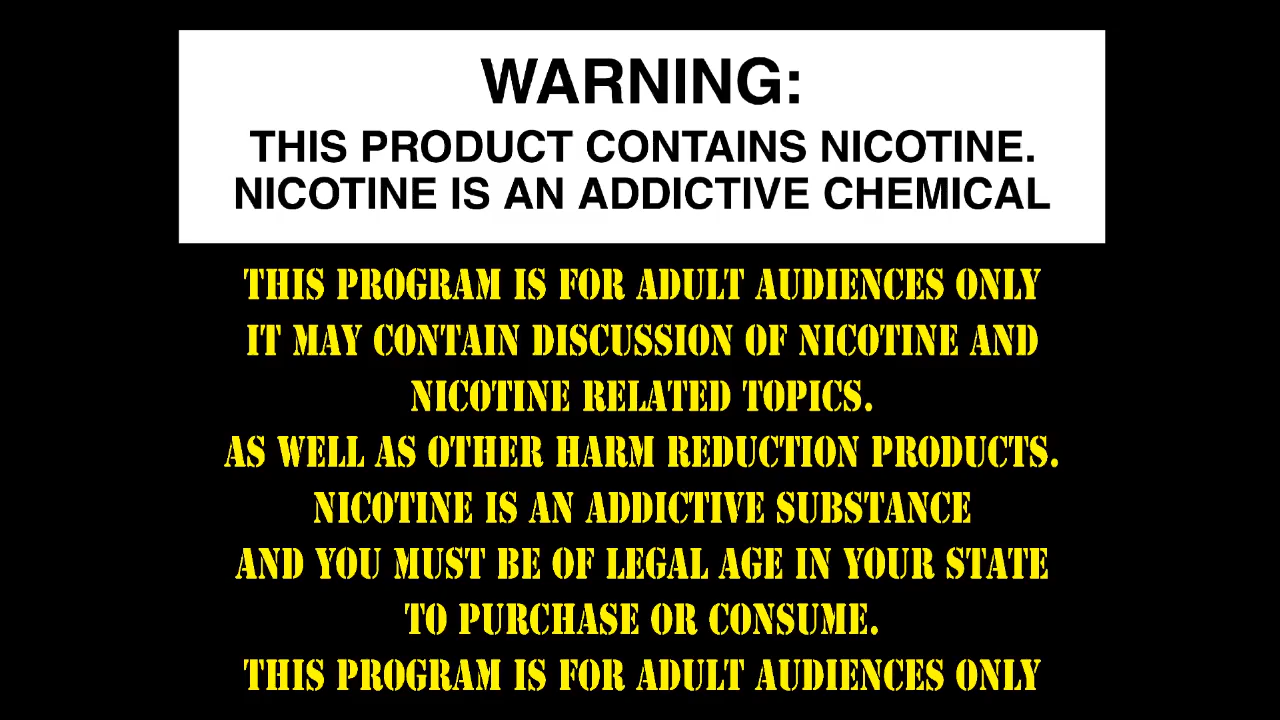 WARNING:
THIS PRODUCT CONTAINS NICOTINE.
NICOTINE IS AN ADDICTIVE CHEMICAL
THIS PROGRAM IS FOR ADULT AUDIENCES ONLY
IT MAY CONTAIN DISCUSSION OF NICOTINE AND
NICOTINE RELATED TOPICS.
AS WELL AS OTHER HARM REDUCTION PRODUCTS.
NICOTINE IS AN ADDICTIVE SUBSTANCE
AND YOU MUST BE OF LEGAL AGE IN YOUR STATE
TO PURCHASE OR CONSUME.
THIS PROGRAM IS FOR ADULT AUDIENCES ONLY